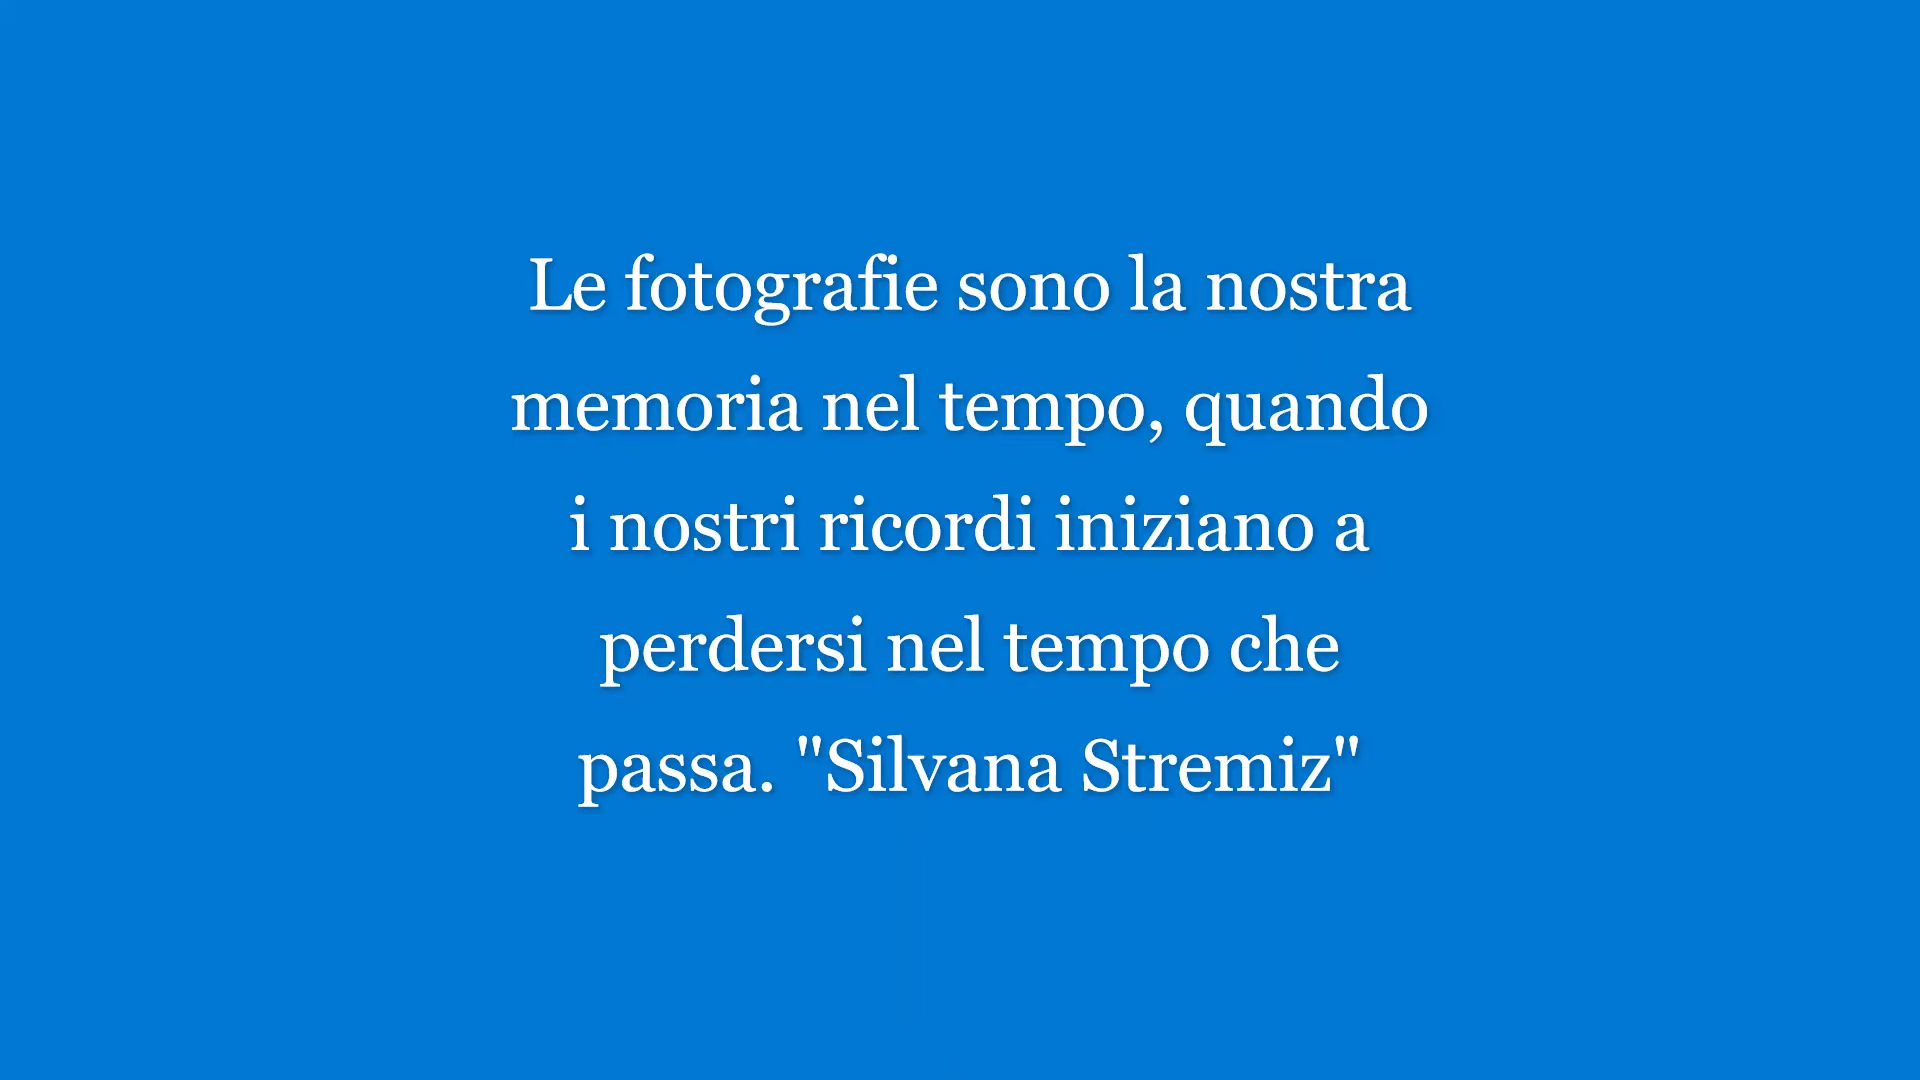 Le fotografie sono la nostra
memoria nel tempo, quando
i nostri ricordi iniziano a
perdersi nel tempo che
passa. "Silvana Stremiz"